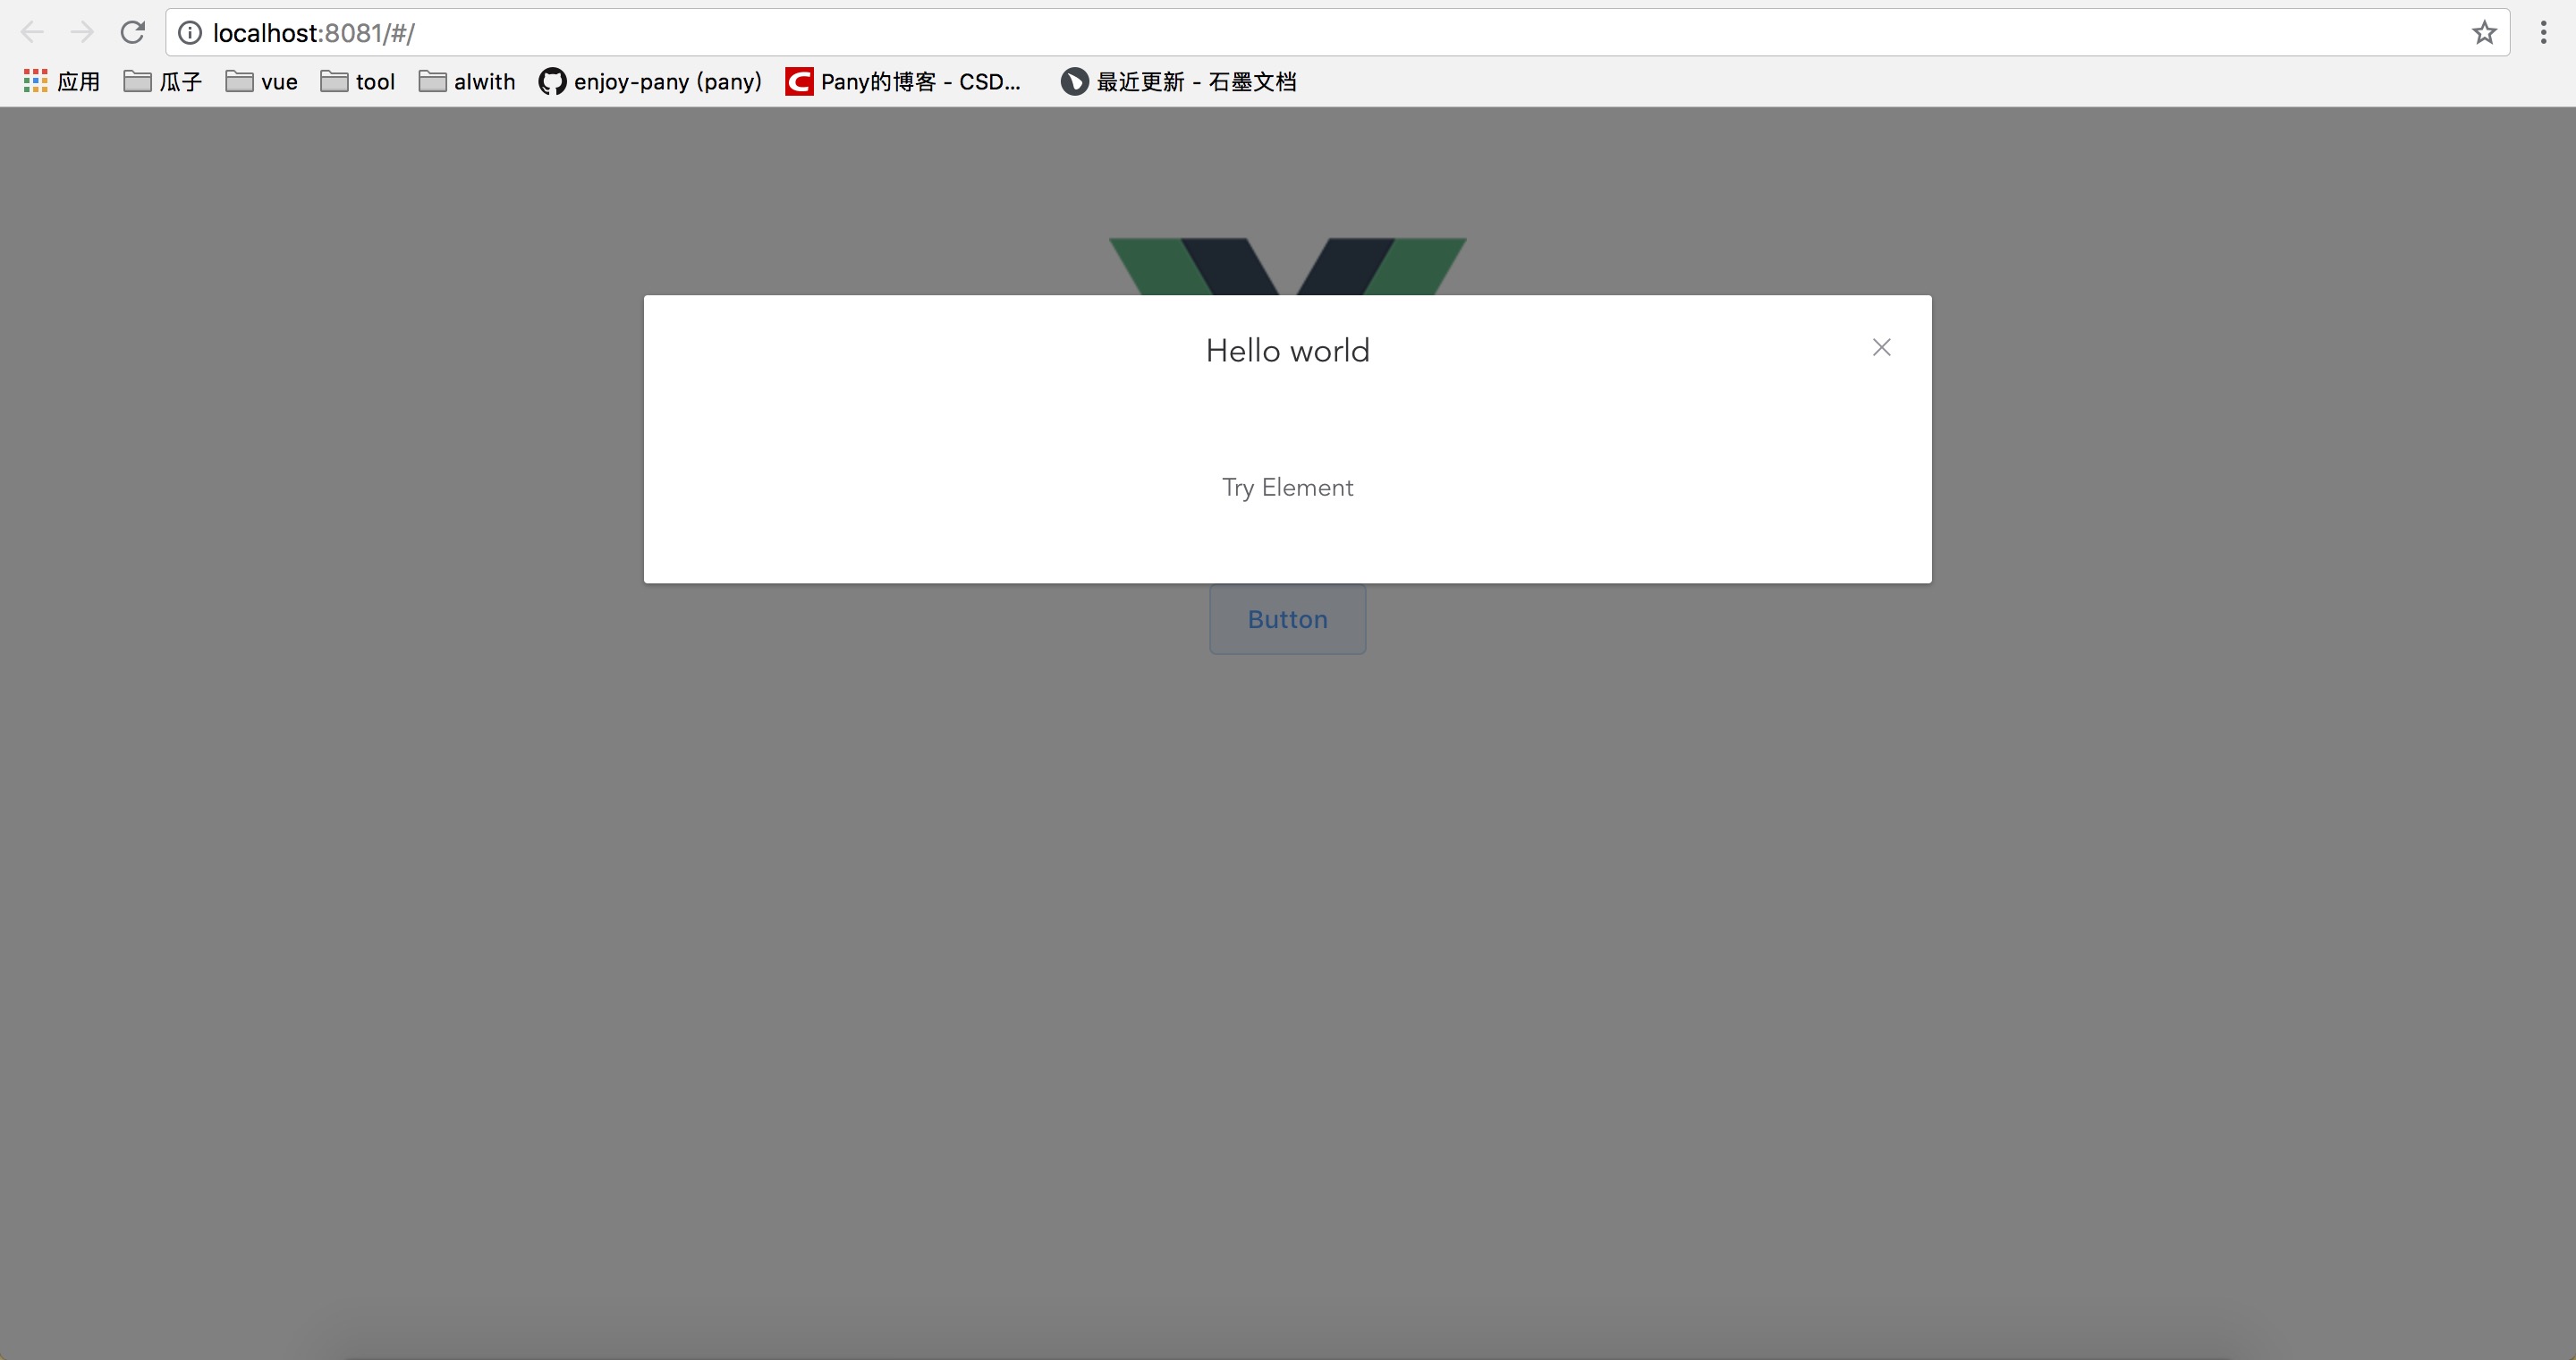 localhost:8081/#/
应用 瓜子 vue tool alwith enjoy-pany (pany) Pany的博客 - CSD... 最近更新 - 石墨文档
Hello world
Try Element
Button